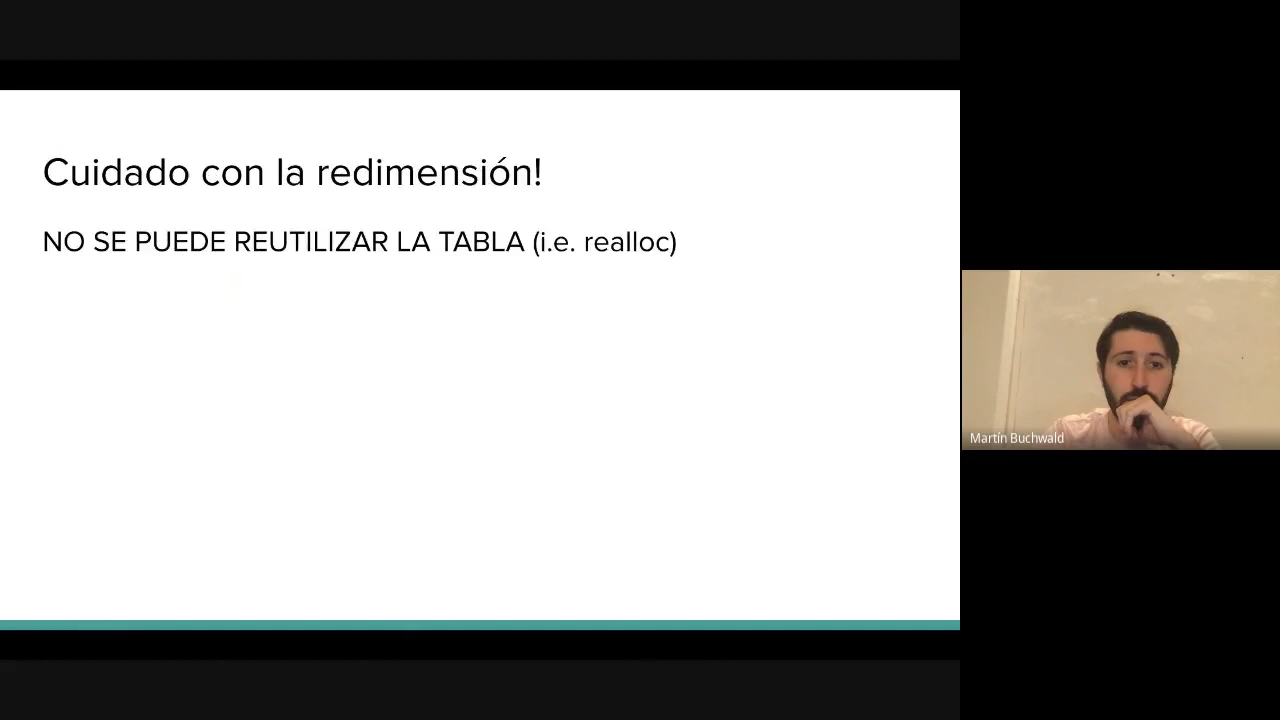 Cuidado con la redimensión!
NO SE PUEDE REUTILIZAR LA TABLA (i.e. realloc)
Martín Buchwald